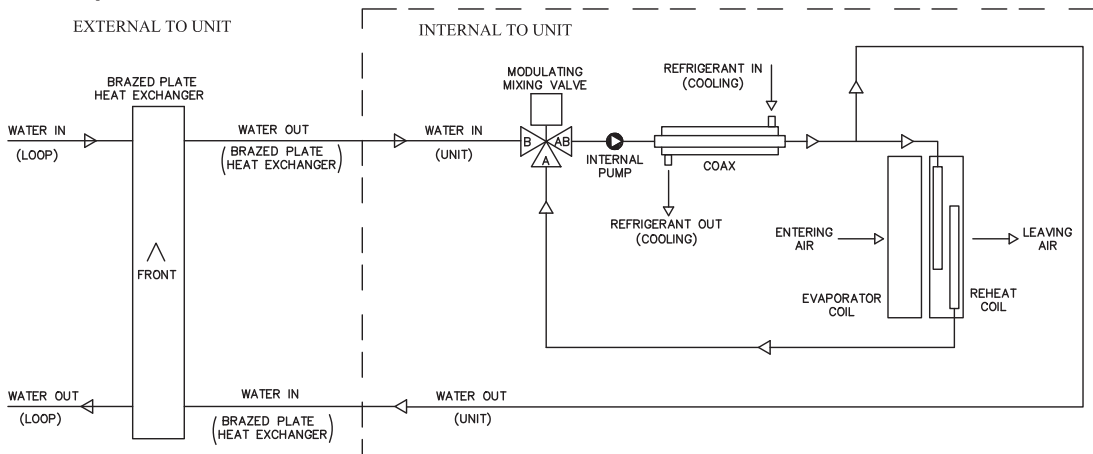 EXTERNAL TO UNIT
INTERNAL TO UNIT
BRAZED PLATE
HEAT EXCHANGER
WATER IN
(LOOP)
WATER OUT
(BRAZED PLATE
HEAT EXCHANGER)
WATER IN
(UNIT)
MODULATING
MIXING VALVE
B
AB
A
INTERNAL
PUMP
REFRIGERANT IN
(COOLING)
COAX
REFRIGERANT OUT
(COOLING)
ENTERING
AIR
LEAVING
AIR
EVAPORATOR
COIL
REHEAT
COIL
FRONT
WATER OUT
(LOOP)
WATER IN
(BRAZED PLATE
HEAT EXCHANGER)
WATER OUT
(UNIT)